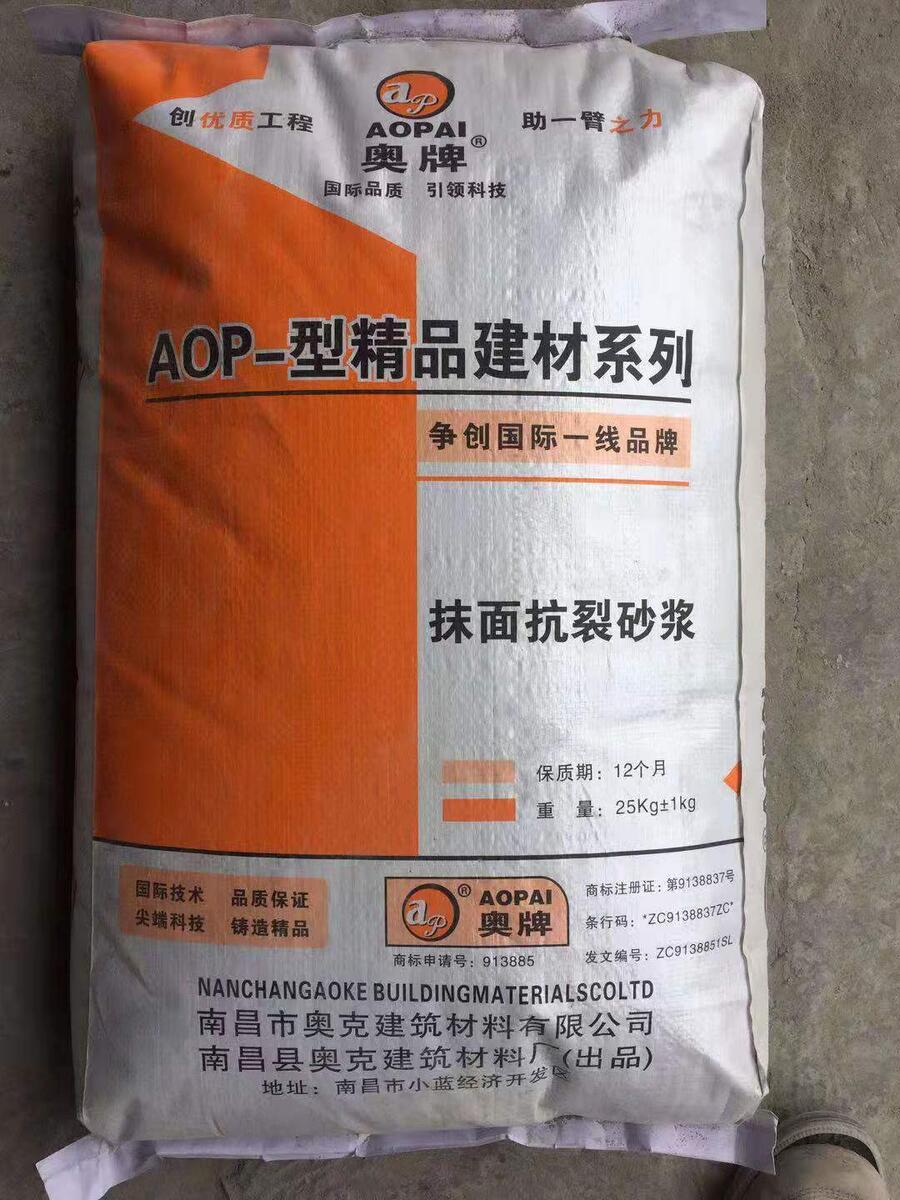 创优质工程
ap
AOPAI®
奥牌
助一臂之力
国际品质 引领科技
AOP-型精品建材系列
争创国际一线品牌
抹面抗裂砂浆
保质期：12个月
重 量：25Kg±1kg
国际技术 品质保证
尖端科技 铸造精品
ap® AOPAI
奥牌
商标申请号：913885
商标注册证：第9138837号
条行码：*ZC9138837ZC*
发文编号：ZC9138851SL
NANCHANGAOKE BUILDINGMATERIALSCOLTD
南昌市奥克建筑材料有限公司
南昌县奥克建筑材料厂(出品)
地址：南昌市小蓝经济开发区